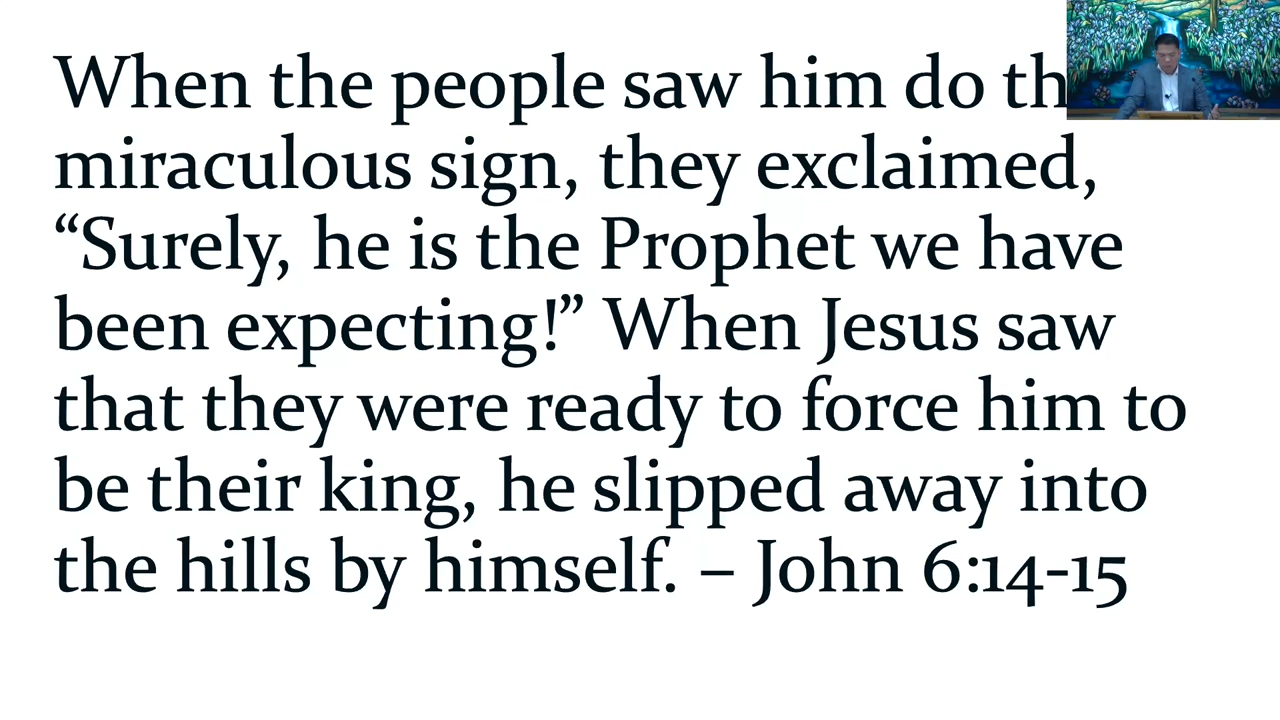 When the people saw him do th
miraculous sign, they exclaimed,
“Surely, he is the Prophet we have
been expecting!” When Jesus saw
that they were ready to force him to
be their king, he slipped away into
the hills by himself. – John 6:14-15